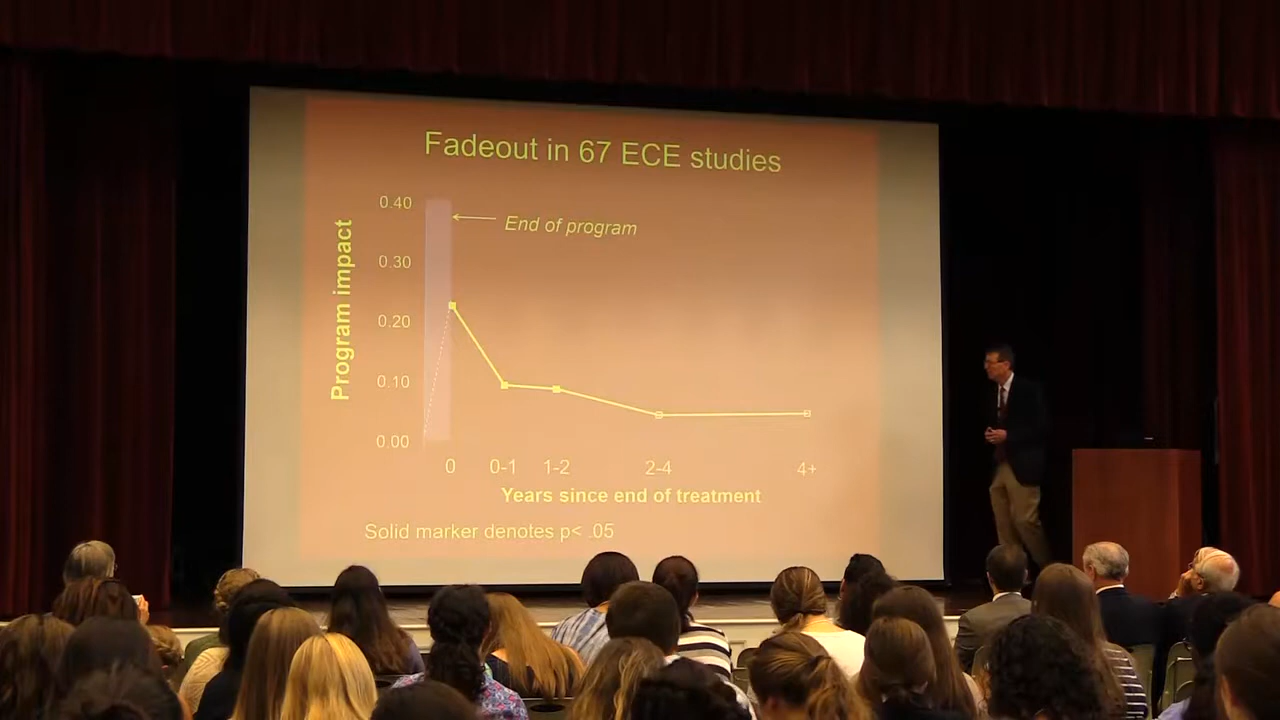 Fadeout in 67 ECE studies
0.40
End of program
0.30
0.20
0.10
0.00
Program impact
0 0-1 1-2 2-4 4+
Years since end of treatment
Solid marker denotes p< .05